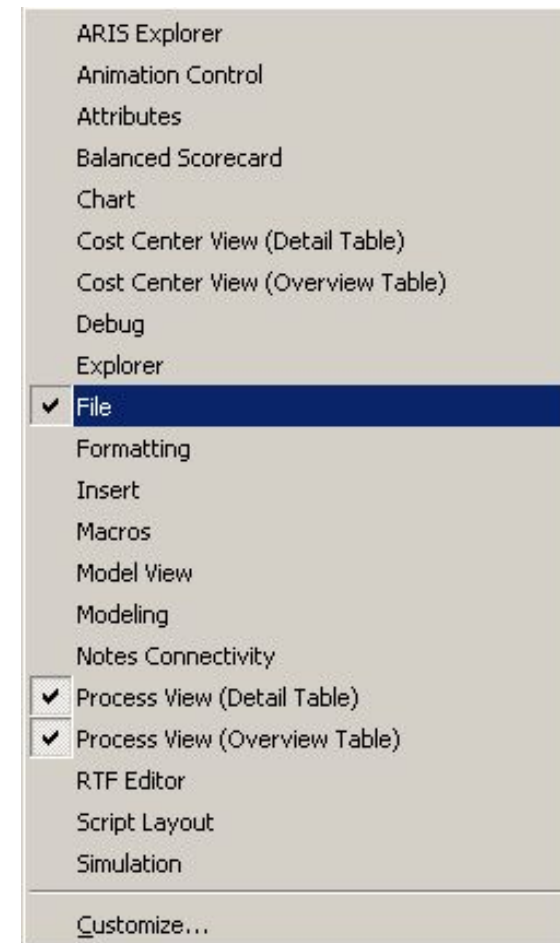 ARIS Explorer
Animation Control
Attributes
Balanced Scorecard
Chart
Cost Center View (Detail Table)
Cost Center View (Overview Table)
Debug
Explorer
File
Formatting
Insert
Macros
Model View
Modeling
Notes Connectivity
Process View (Detail Table)
Process View (Overview Table)
RTF Editor
Script Layout
Simulation
Customize...